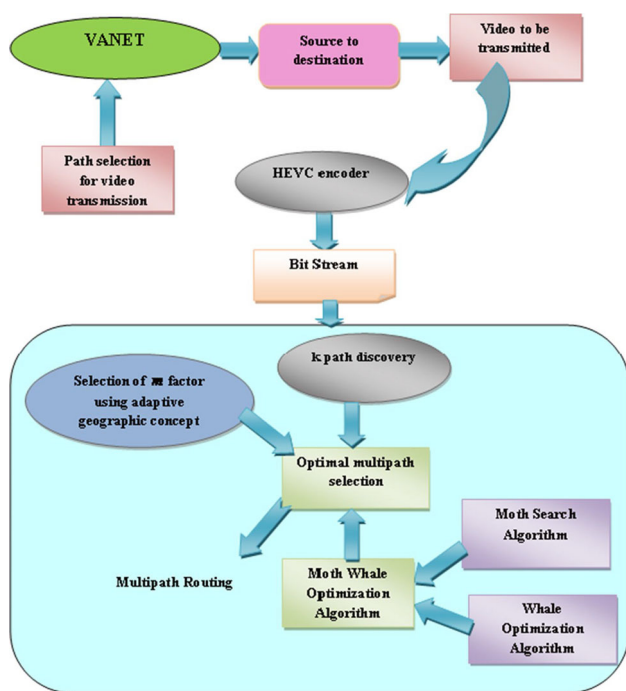 VANET
Source to
destination
Video to be
transmitted
Path selection
for video
transmission
HEVC encoder
Bit Stream
k path discovery
Selection of m factor
using adaptive
geographic concept
Optimal multipath
selection
Moth Search
Algorithm
Multipath Routing
Moth Whale
Optimization
Algorithm
Whale
Optimization
Algorithm